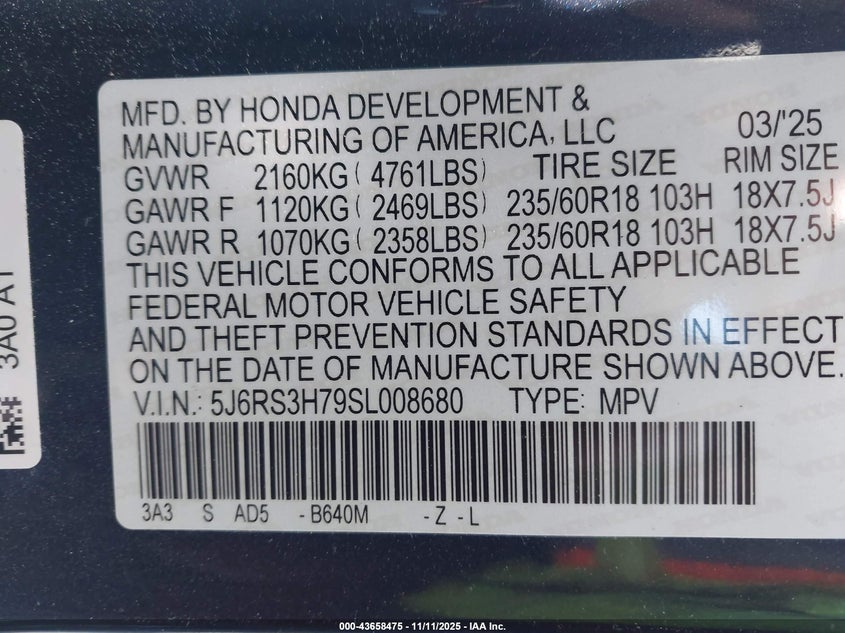 MFD. BY HONDA DEVELOPMENT &
MANUFACTURING OF AMERICA, LLC 03/'25
GVWR 2160KG ( 4761LBS) TIRE SIZE RIM SIZE
GAWR F 1120KG ( 2469LBS) 235/60R18 103H 18X7.5J
GAWR R 1070KG ( 2358LBS) 235/60R18 103H 18X7.5J
THIS VEHICLE CONFORMS TO ALL APPLICABLE
FEDERAL MOTOR VEHICLE SAFETY
AND THEFT PREVENTION STANDARDS IN EFFECT
ON THE DATE OF MANUFACTURE SHOWN ABOVE.
V.I.N.: 5J6RS3H79SL008680 TYPE: MPV
3A3 S AD5 -B640M -Z -L
3A0 A1
000-43658475 - 11/11/2025 - IAA Inc.